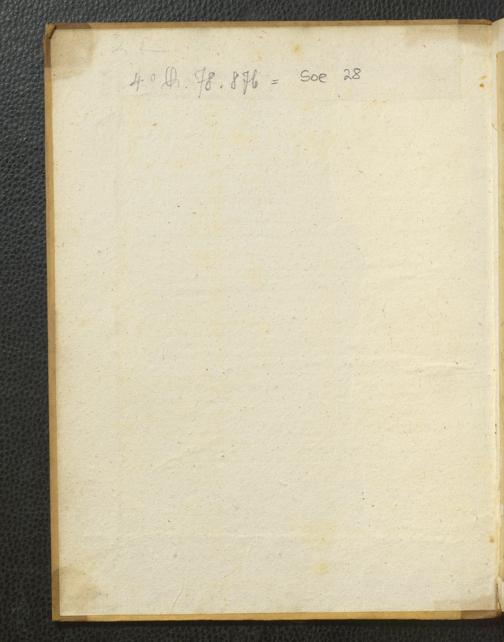 4° . 78 . 876 = Soe 28